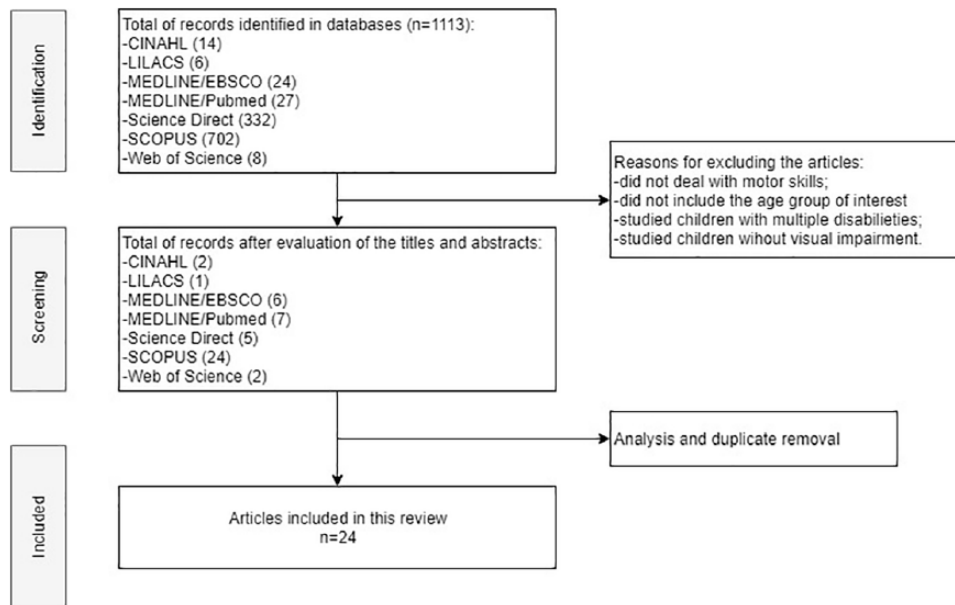 Identification
Total of records identified in databases (n=1113):
-CINAHL (14)
-LILACS (6)
-MEDLINE/EBSCO (24)
-MEDLINE/Pubmed (27)
-Science Direct (332)
-SCOPUS (702)
-Web of Science (8)
Reasons for excluding the articles:
-did not deal with motor skills;
-did not include the age group of interest
-studied children with multiple disabilieties;
-studied children wihout visual impairment.
Screening
Total of records after evaluation of the titles and abstracts:
-CINAHL (2)
-LILACS (1)
-MEDLINE/EBSCO (6)
-MEDLINE/Pubmed (7)
-Science Direct (5)
-SCOPUS (24)
-Web of Science (2)
Analysis and duplicate removal
Included
Articles included in this review
n=24